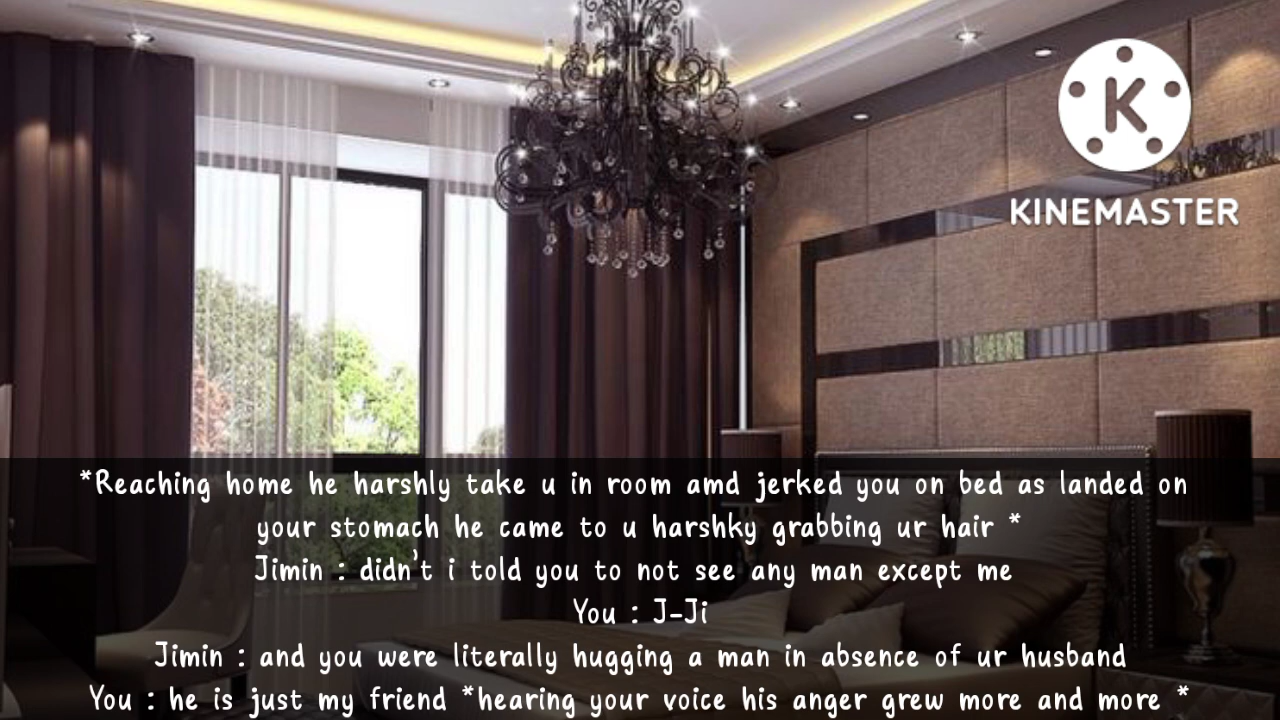 KINEMASTER
*Reaching home he harshly take u in room amd jerked you on bed as landed on
your stomach he came to u harshky grabbing ur hair *
Jimin : didn't i told you to not see any man except me
You : J-Ji
Jimin : and you were literally hugging a man in absence of ur husband
You : he is just my friend *hearing your voice his anger grew more and more *